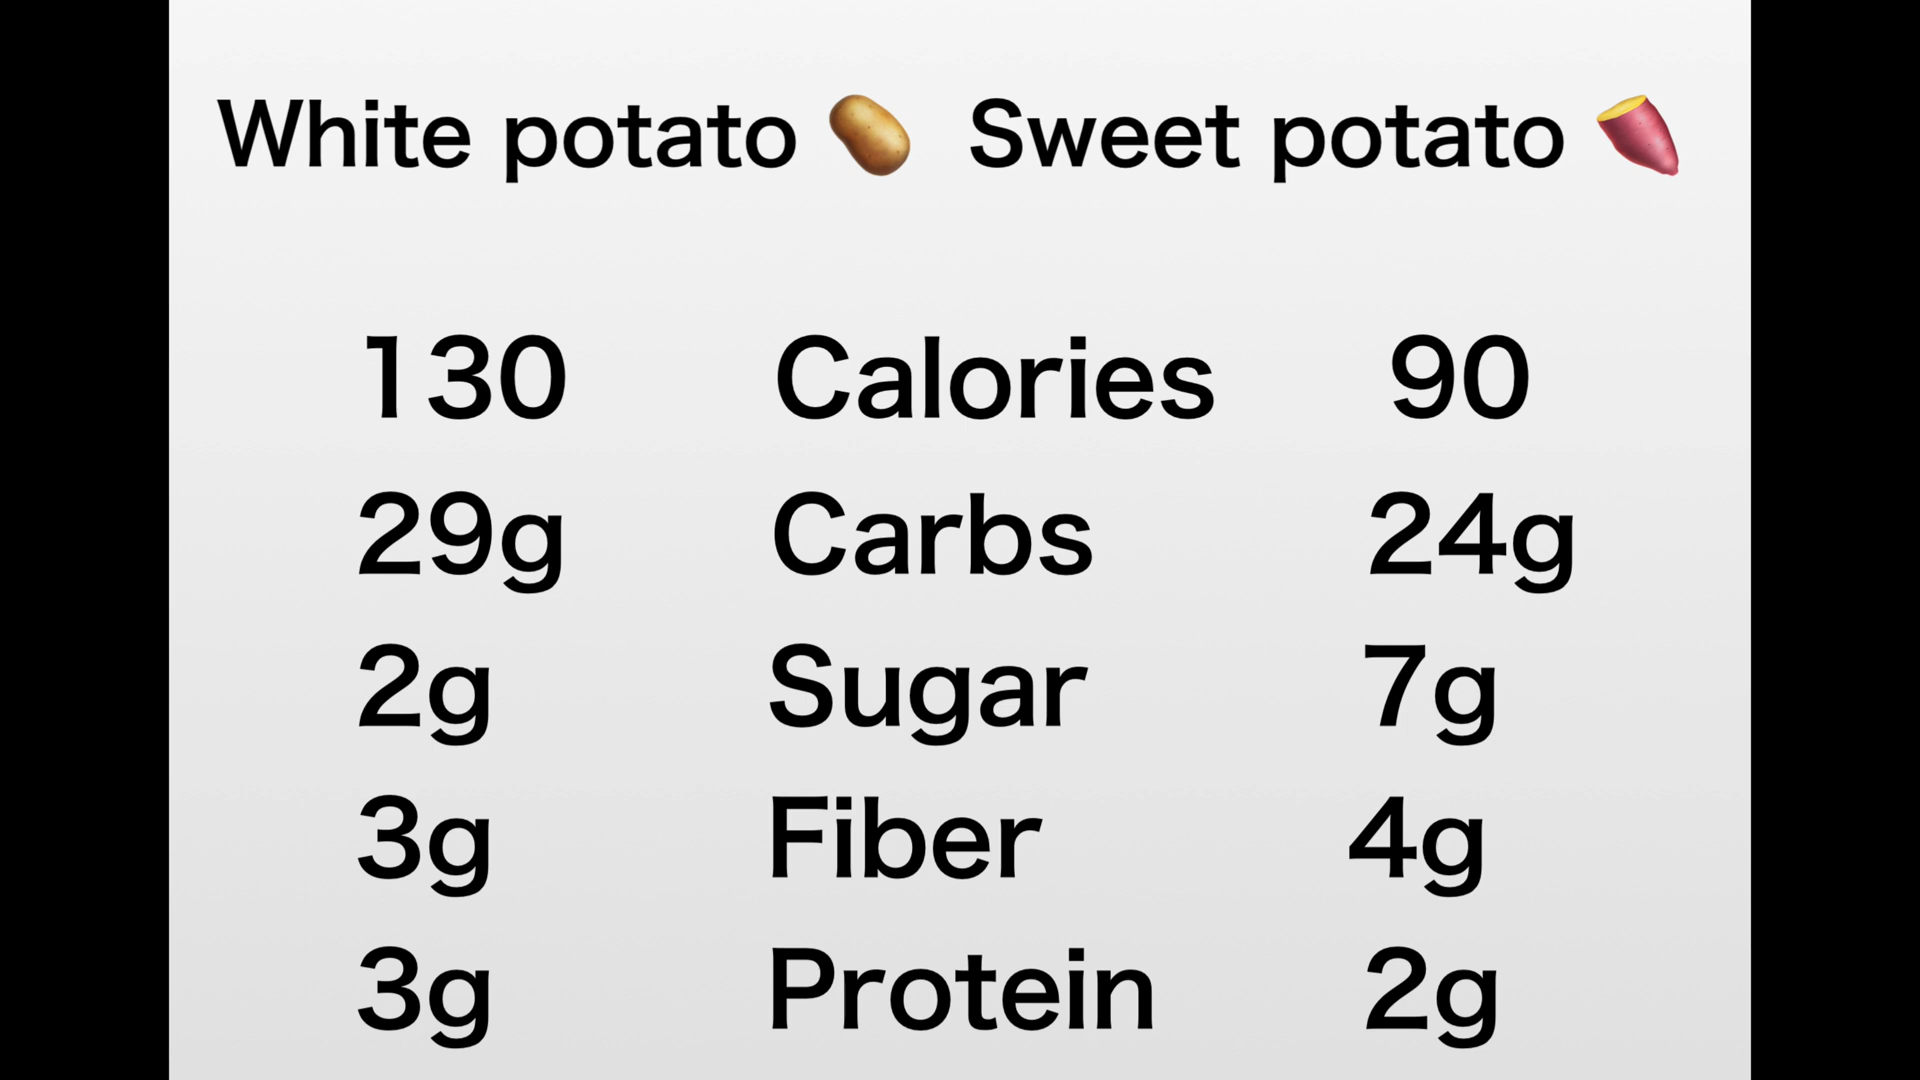 White potato 🥔 Sweet potato 🍠
130 Calories 90
29g Carbs 24g
2g Sugar 7g
3g Fiber 4g
3g Protein 2g